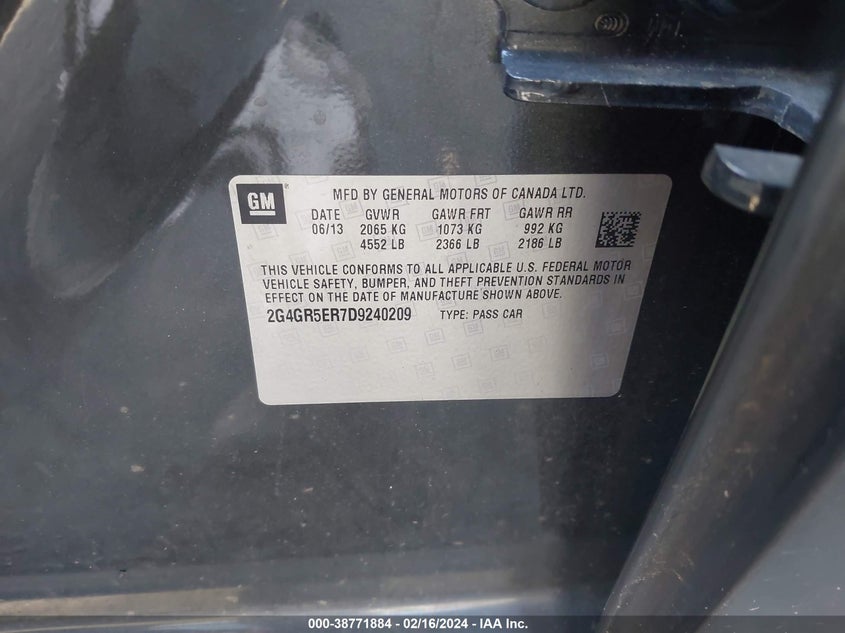 GM
MFD BY GENERAL MOTORS OF CANADA LTD.
DATE GVWR GAWR FRT GAWR RR
06/13 2065 KG 1073 KG 992 KG
4552 LB 2366 LB 2186 LB
THIS VEHICLE CONFORMS TO ALL APPLICABLE U.S. FEDERAL MOTOR
VEHICLE SAFETY, BUMPER, AND THEFT PREVENTION STANDARDS IN
EFFECT ON THE DATE OF MANUFACTURE SHOWN ABOVE.
2G4GR5ER7D9240209 TYPE: PASS CAR
000-38771884 - 02/16/2024 - IAA Inc.